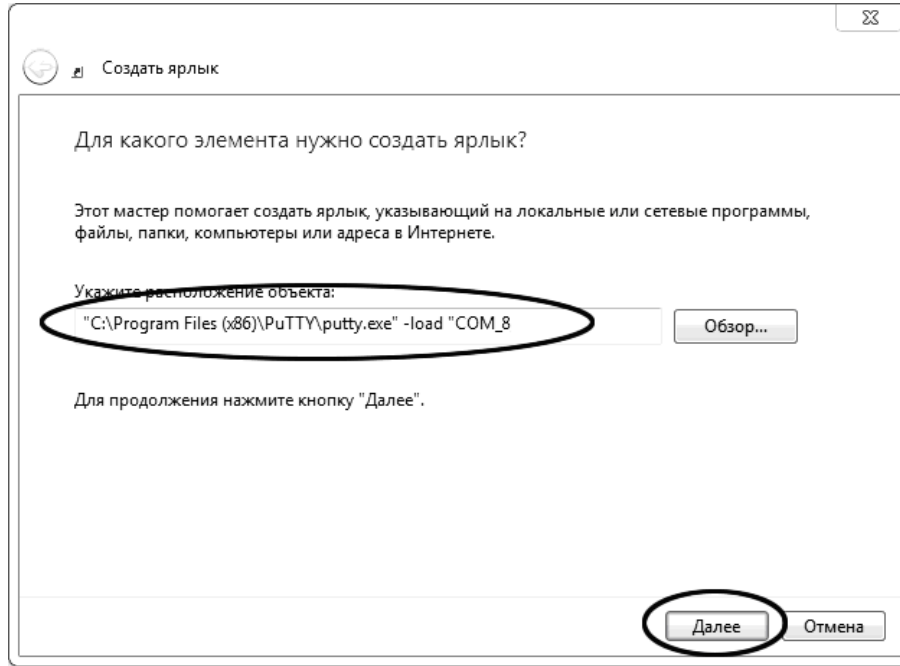 Создать ярлык
Для какого элемента нужно создать ярлык?
Этот мастер помогает создать ярлык, указывающий на локальные или сетевые программы,
файлы, папки, компьютеры или адреса в Интернете.
Укажите расположение объекта:
"C:\Program Files (x86)\PuTTY\putty.exe" -load "COM_8
Обзор...
Для продолжения нажмите кнопку "Далее".
Далее
Отмена